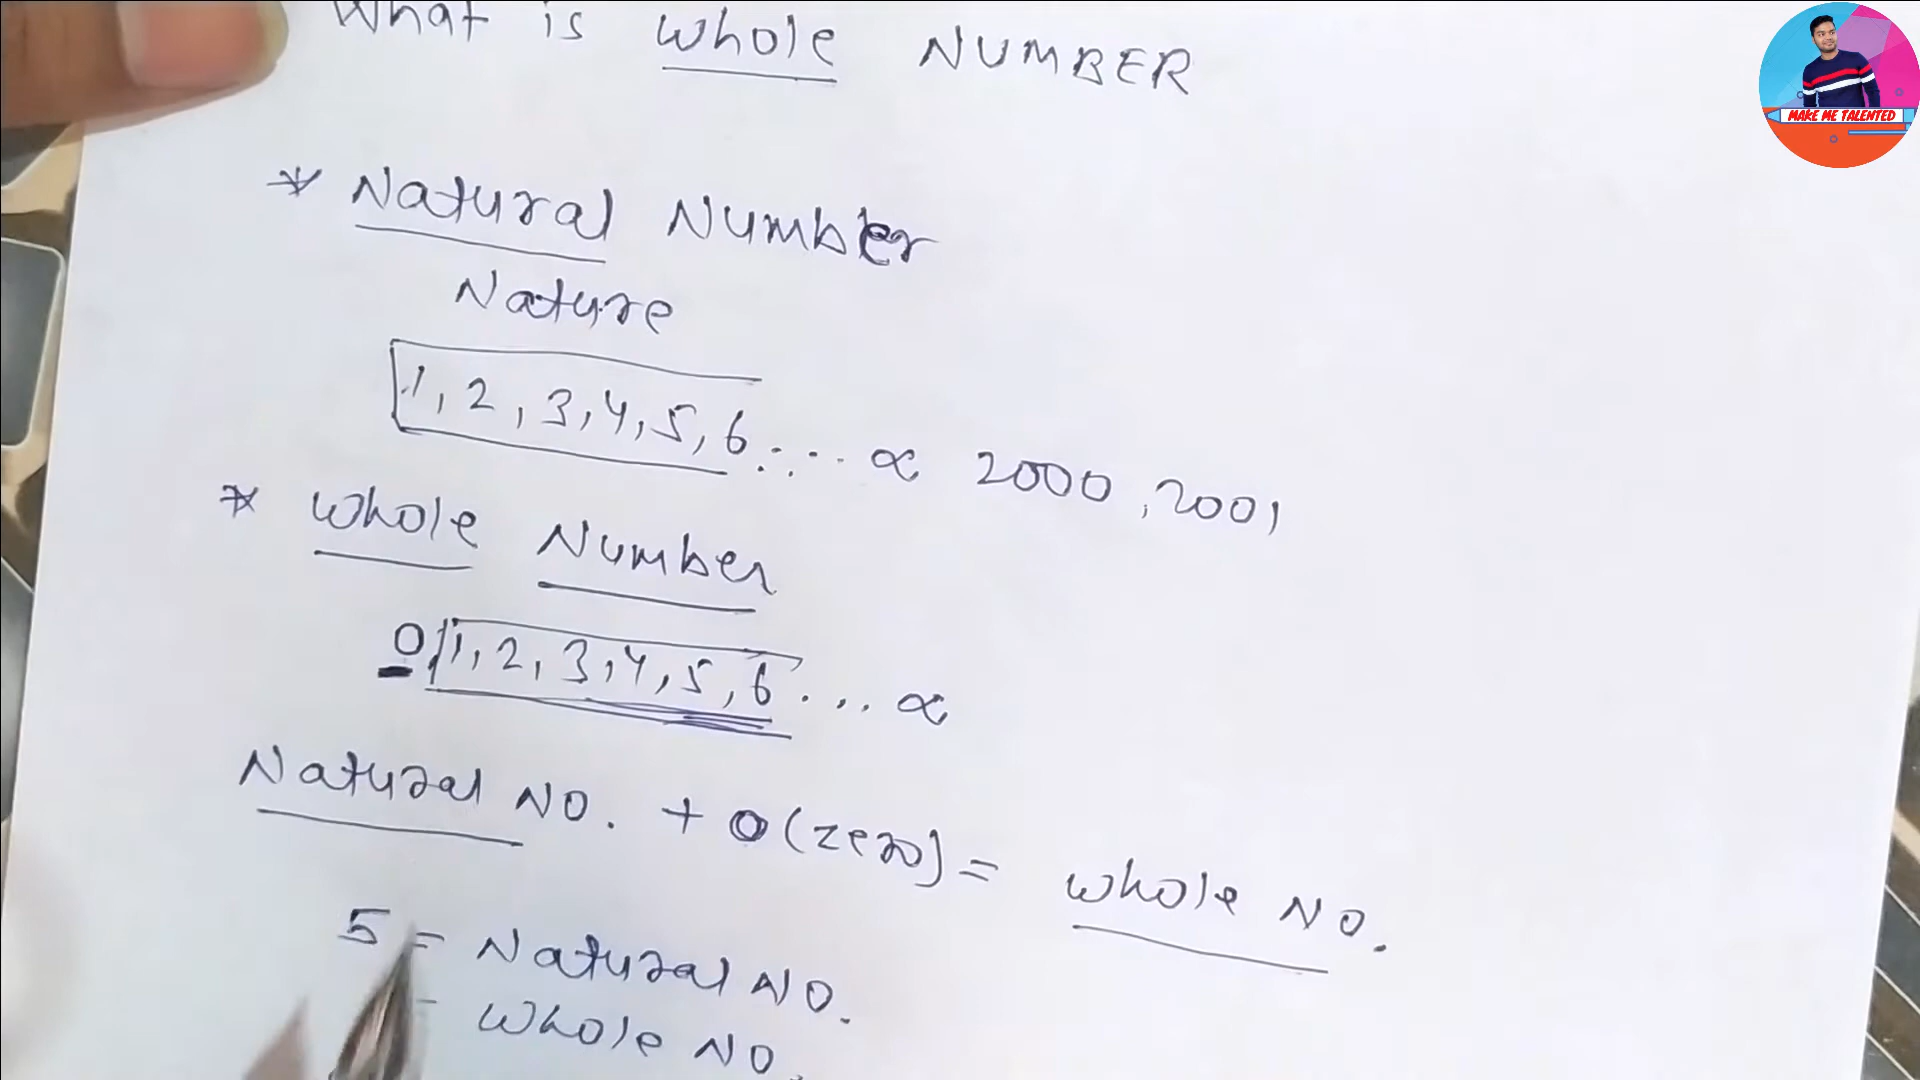 What is whole NUMBER
MAKE ME TALENTED
* Natural Number
Nature
1, 2, 3, 4, 5, 6 ..... ∝ 2000, 2001
* Whole Number
0, 1, 2, 3, 4, 5, 6 ... ∝
Natural NO. + 0 (zero) = whole NO.
5 = Natural NO.
= Whole NO.